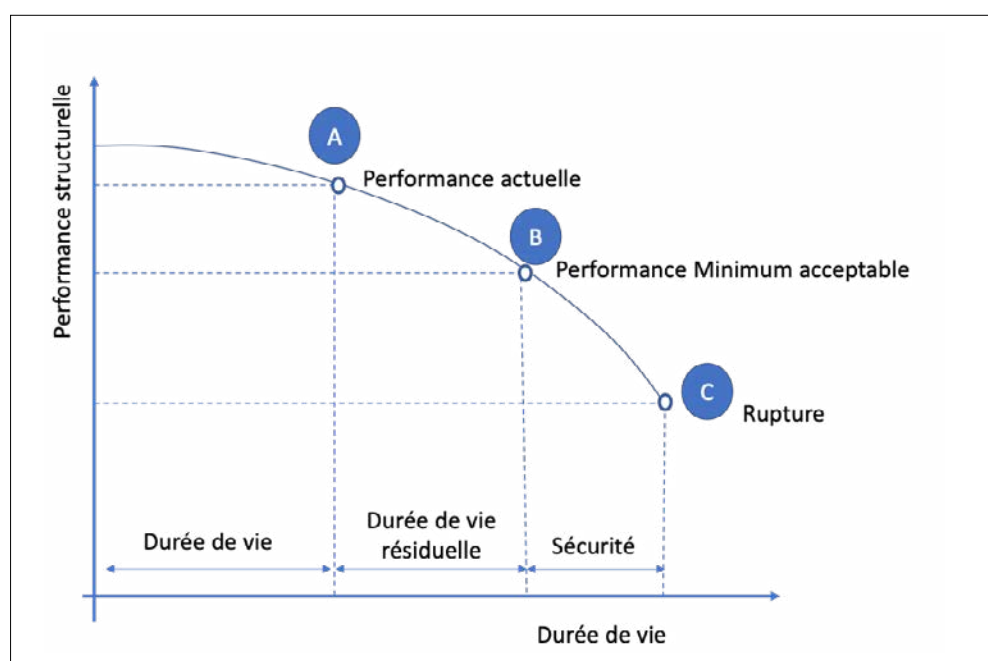 Performance structurelle
A
Performance actuelle
B
Performance Minimum acceptable
C
Rupture
Durée de vie
Durée de vie
résiduelle
Sécurité
Durée de vie